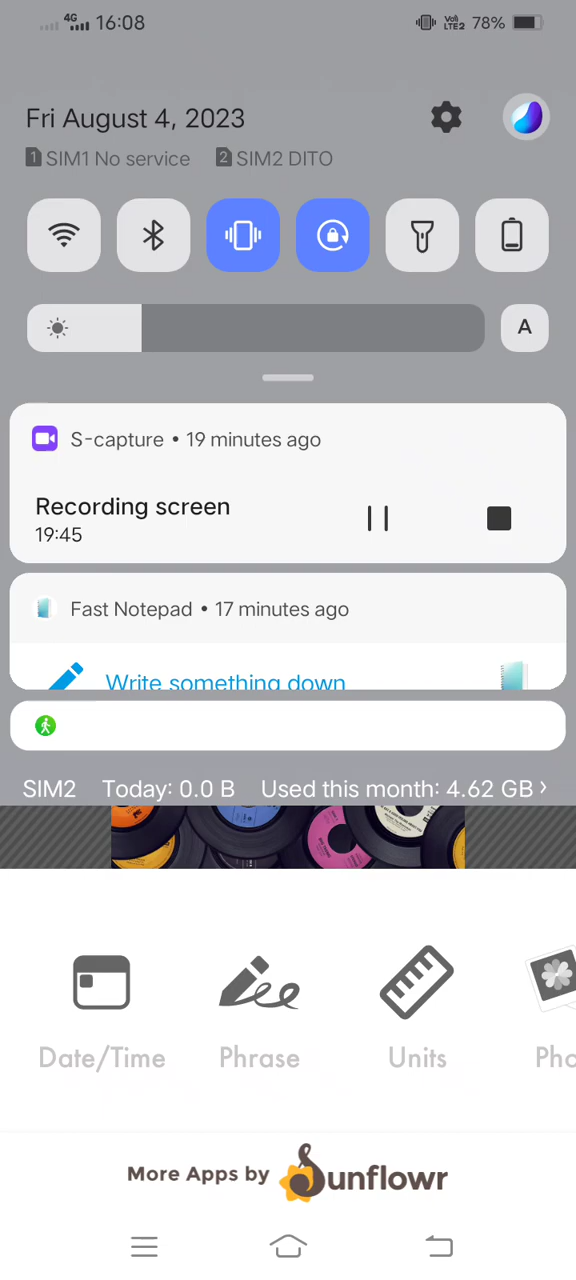 4G 16:08 VoI) LTE2 78%
Fri August 4, 2023
1 SIM1 No service 2 SIM2 DITO
A
S-capture • 19 minutes ago
Recording screen
19:45
Fast Notepad • 17 minutes ago
Write something down
SIM2 Today: 0.0 B Used this month: 4.62 GB ›
Date/Time Phrase Units Pho
More Apps by Sunflowr